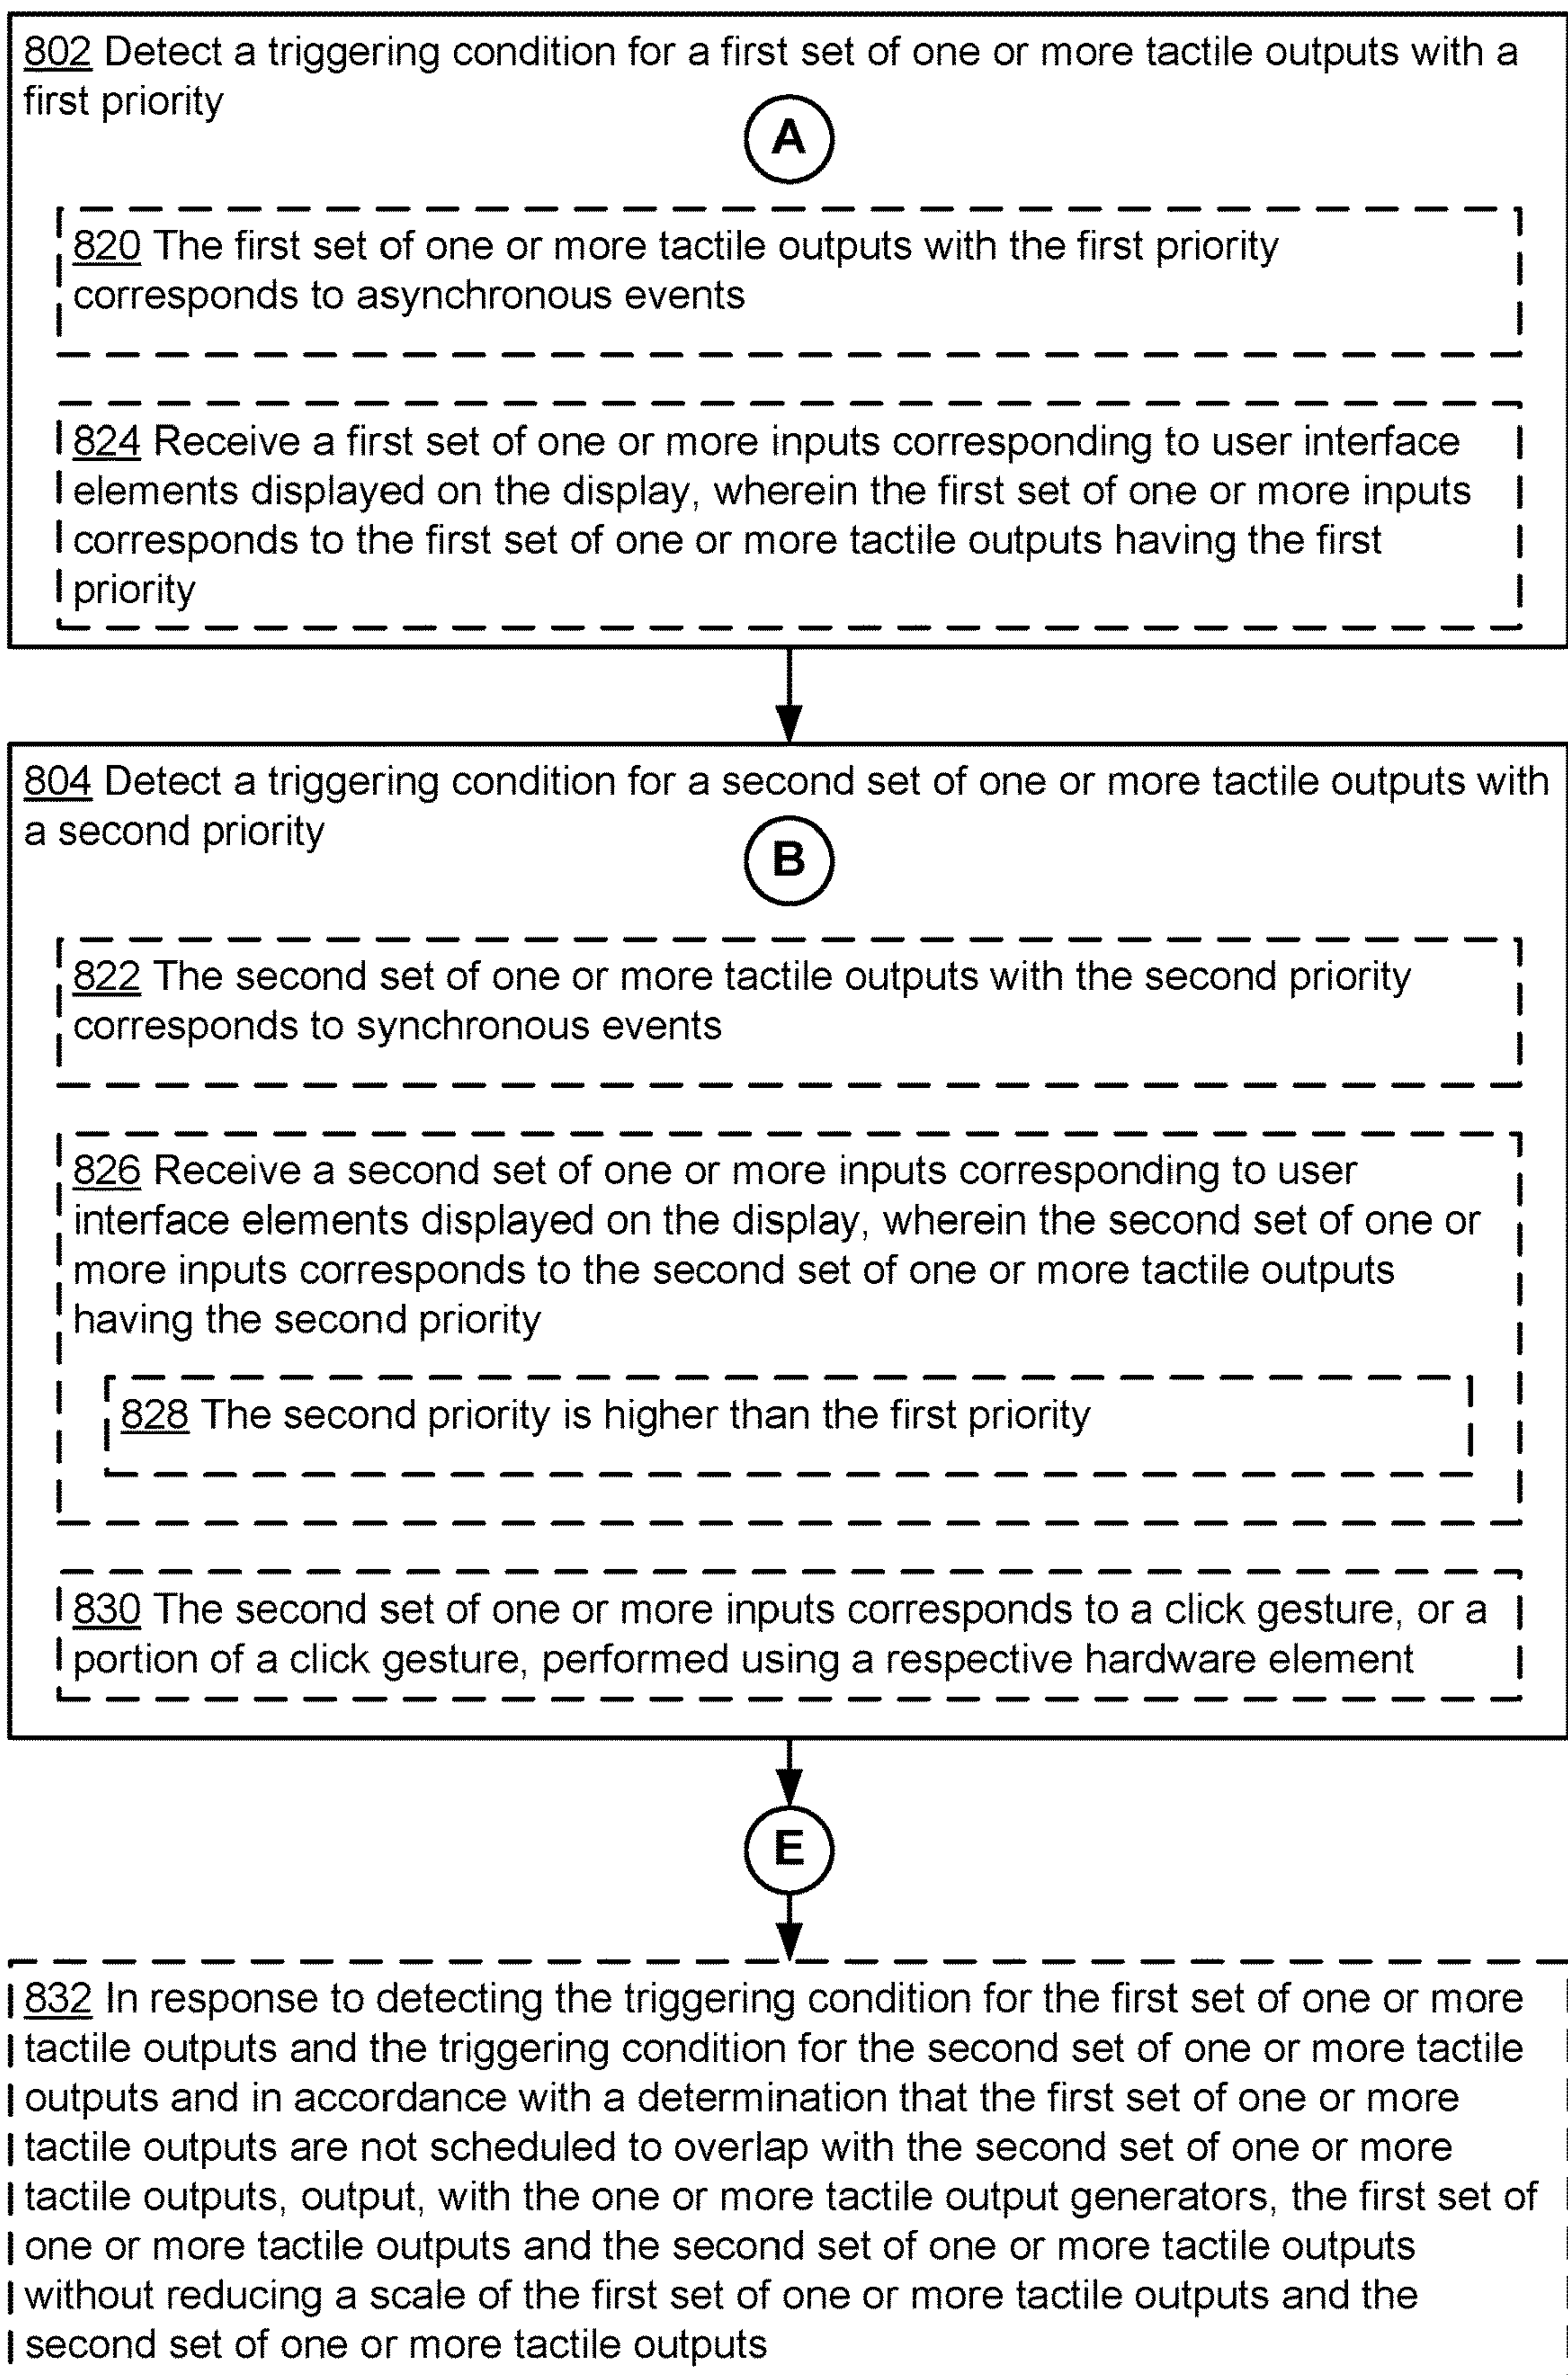 802 Detect a triggering condition for a first set of one or more tactile outputs with a
first priority
A
820 The first set of one or more tactile outputs with the first priority
corresponds to asynchronous events
824 Receive a first set of one or more inputs corresponding to user interface
elements displayed on the display, wherein the first set of one or more inputs
corresponds to the first set of one or more tactile outputs having the first
priority
804 Detect a triggering condition for a second set of one or more tactile outputs with
a second priority
B
822 The second set of one or more tactile outputs with the second priority
corresponds to synchronous events
826 Receive a second set of one or more inputs corresponding to user
interface elements displayed on the display, wherein the second set of one or
more inputs corresponds to the second set of one or more tactile outputs
having the second priority
828 The second priority is higher than the first priority
830 The second set of one or more inputs corresponds to a click gesture, or a
portion of a click gesture, performed using a respective hardware element
E
832 In response to detecting the triggering condition for the first set of one or more
tactile outputs and the triggering condition for the second set of one or more tactile
outputs and in accordance with a determination that the first set of one or more
tactile outputs are not scheduled to overlap with the second set of one or more
tactile outputs, output, with the one or more tactile output generators, the first set of
one or more tactile outputs and the second set of one or more tactile outputs
without reducing a scale of the first set of one or more tactile outputs and the
second set of one or more tactile outputs